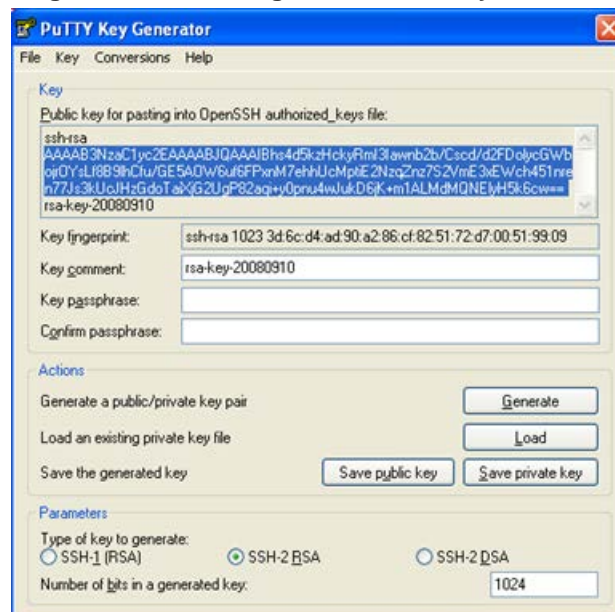 PuTTY Key Generator
File Key Conversions Help
Key
Public key for pasting into OpenSSH authorized_keys file:
ssh-rsa
rsa-key-20080910
Key fingerprint: ssh-rsa 1023 3d:6c:d4:ad:90:a2:86:cf:82:51:72:d7:00:51:99:09
Key comment: rsa-key-20080910
Key passphrase:
Confirm passphrase:
Actions
Generate a public/private key pair Generate
Load an existing private key file Load
Save the generated key Save public key Save private key
Parameters
Type of key to generate:
SSH-1 (RSA) SSH-2 RSA SSH-2 DSA
Number of bits in a generated key: 1024